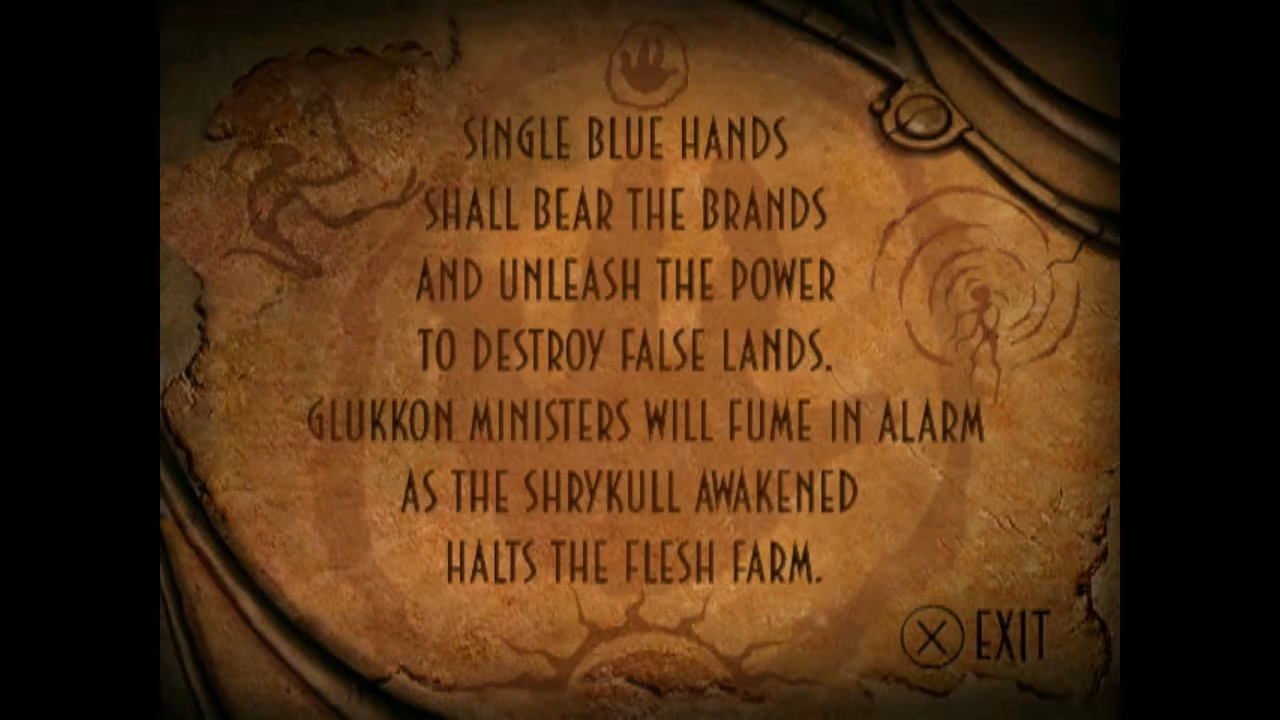 SINGLE BLUE HANDS
SHALL BEAR THE BRANDS
AND UNLEASH THE POWER
TO DESTROY FALSE LANDS.
GLUKKON MINISTERS WILL FUME IN ALARM
AS THE SHRYKULL AWAKENED
HALTS THE FLESH FARM.
X EXIT